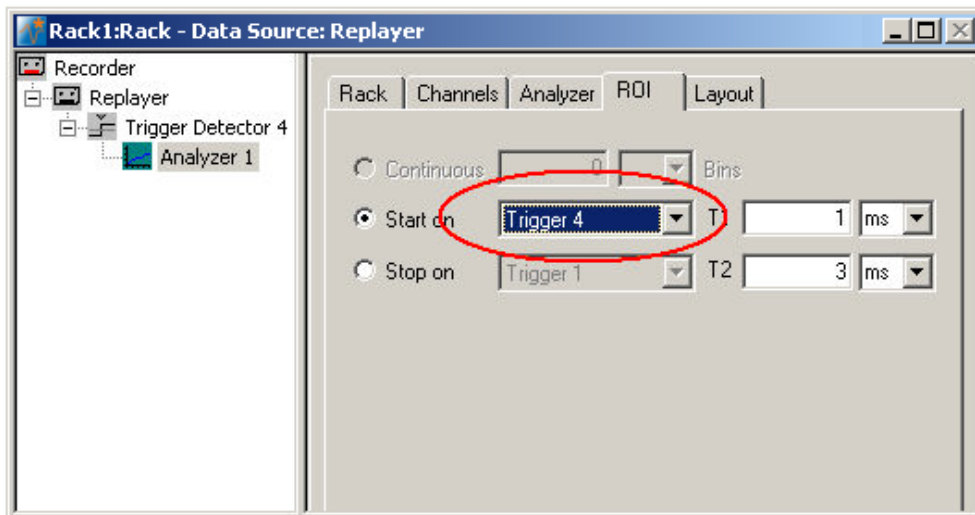 Rack1:Rack - Data Source: Replayer
Recorder
Replayer
Trigger Detector 4
Analyzer 1
Rack Channels Analyzer ROI Layout
Continuous 0 Bins
Start on Trigger 4 T1 1 ms
Stop on Trigger 1 T2 3 ms